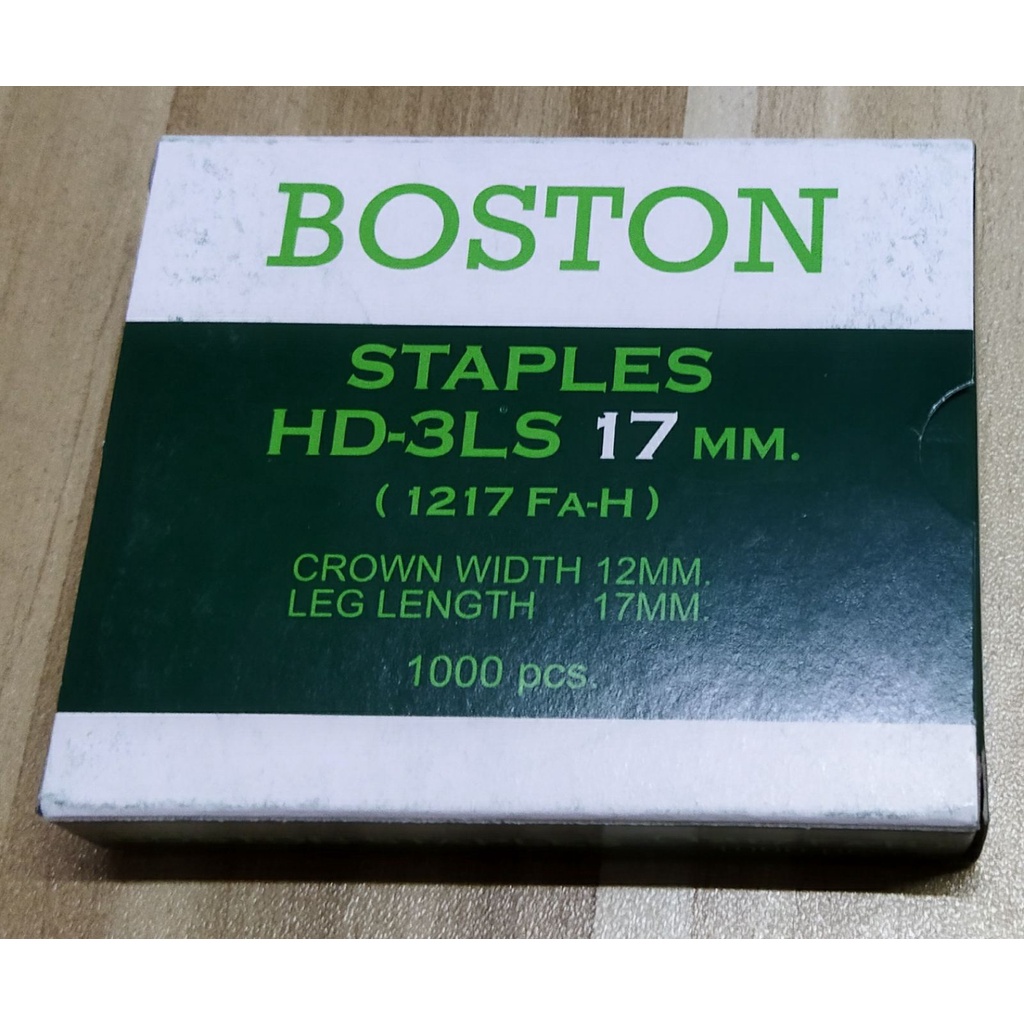 BOSTON
STAPLES
HD-3LS 17 MM.
( 1217 FA-H )
CROWN WIDTH 12MM.
LEG LENGTH 17MM.
1000 pcs.